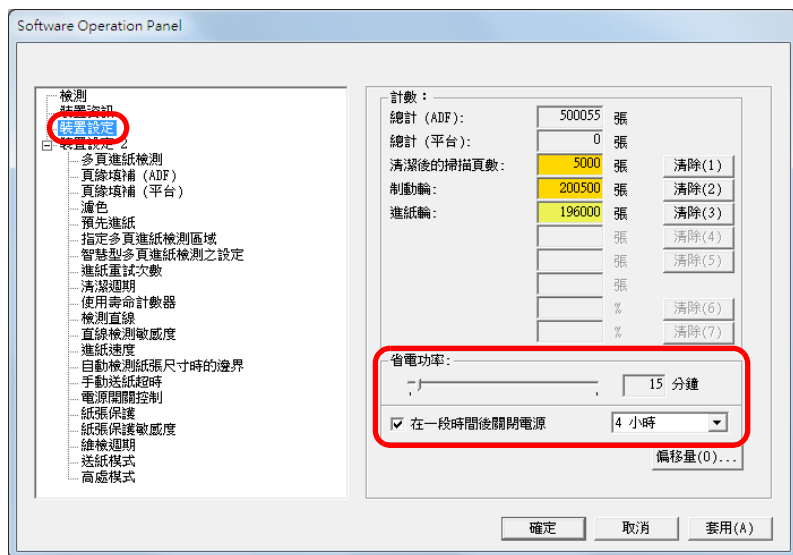 Software Operation Panel
檢測
裝置資訊
裝置設定
裝置設定 2
多頁進紙檢測
頁緣填補 (ADF)
頁緣填補 (平台)
濾色
預先進紙
指定多頁進紙檢測區域
智慧型多頁進紙檢測之設定
進紙重試次數
清潔週期
使用壽命計數器
檢測直線
直線檢測敏感度
進紙速度
自動檢測紙張尺寸時的邊界
手動送紙超時
電源開關控制
紙張保護
紙張保護敏感度
維檢週期
送紙模式
高處模式
計數：
總計 (ADF): 500055 張
總計 (平台): 0 張
清潔後的掃描頁數: 5000 張 清除(1)
制動輪: 200500 張 清除(2)
進紙輪: 196000 張 清除(3)
張 清除(4)
張 清除(5)
張
% 清除(6)
% 清除(7)
省電功率:
15 分鐘
在一段時間後關閉電源 4 小時
偏移量(O)...
確定 取消 套用(A)